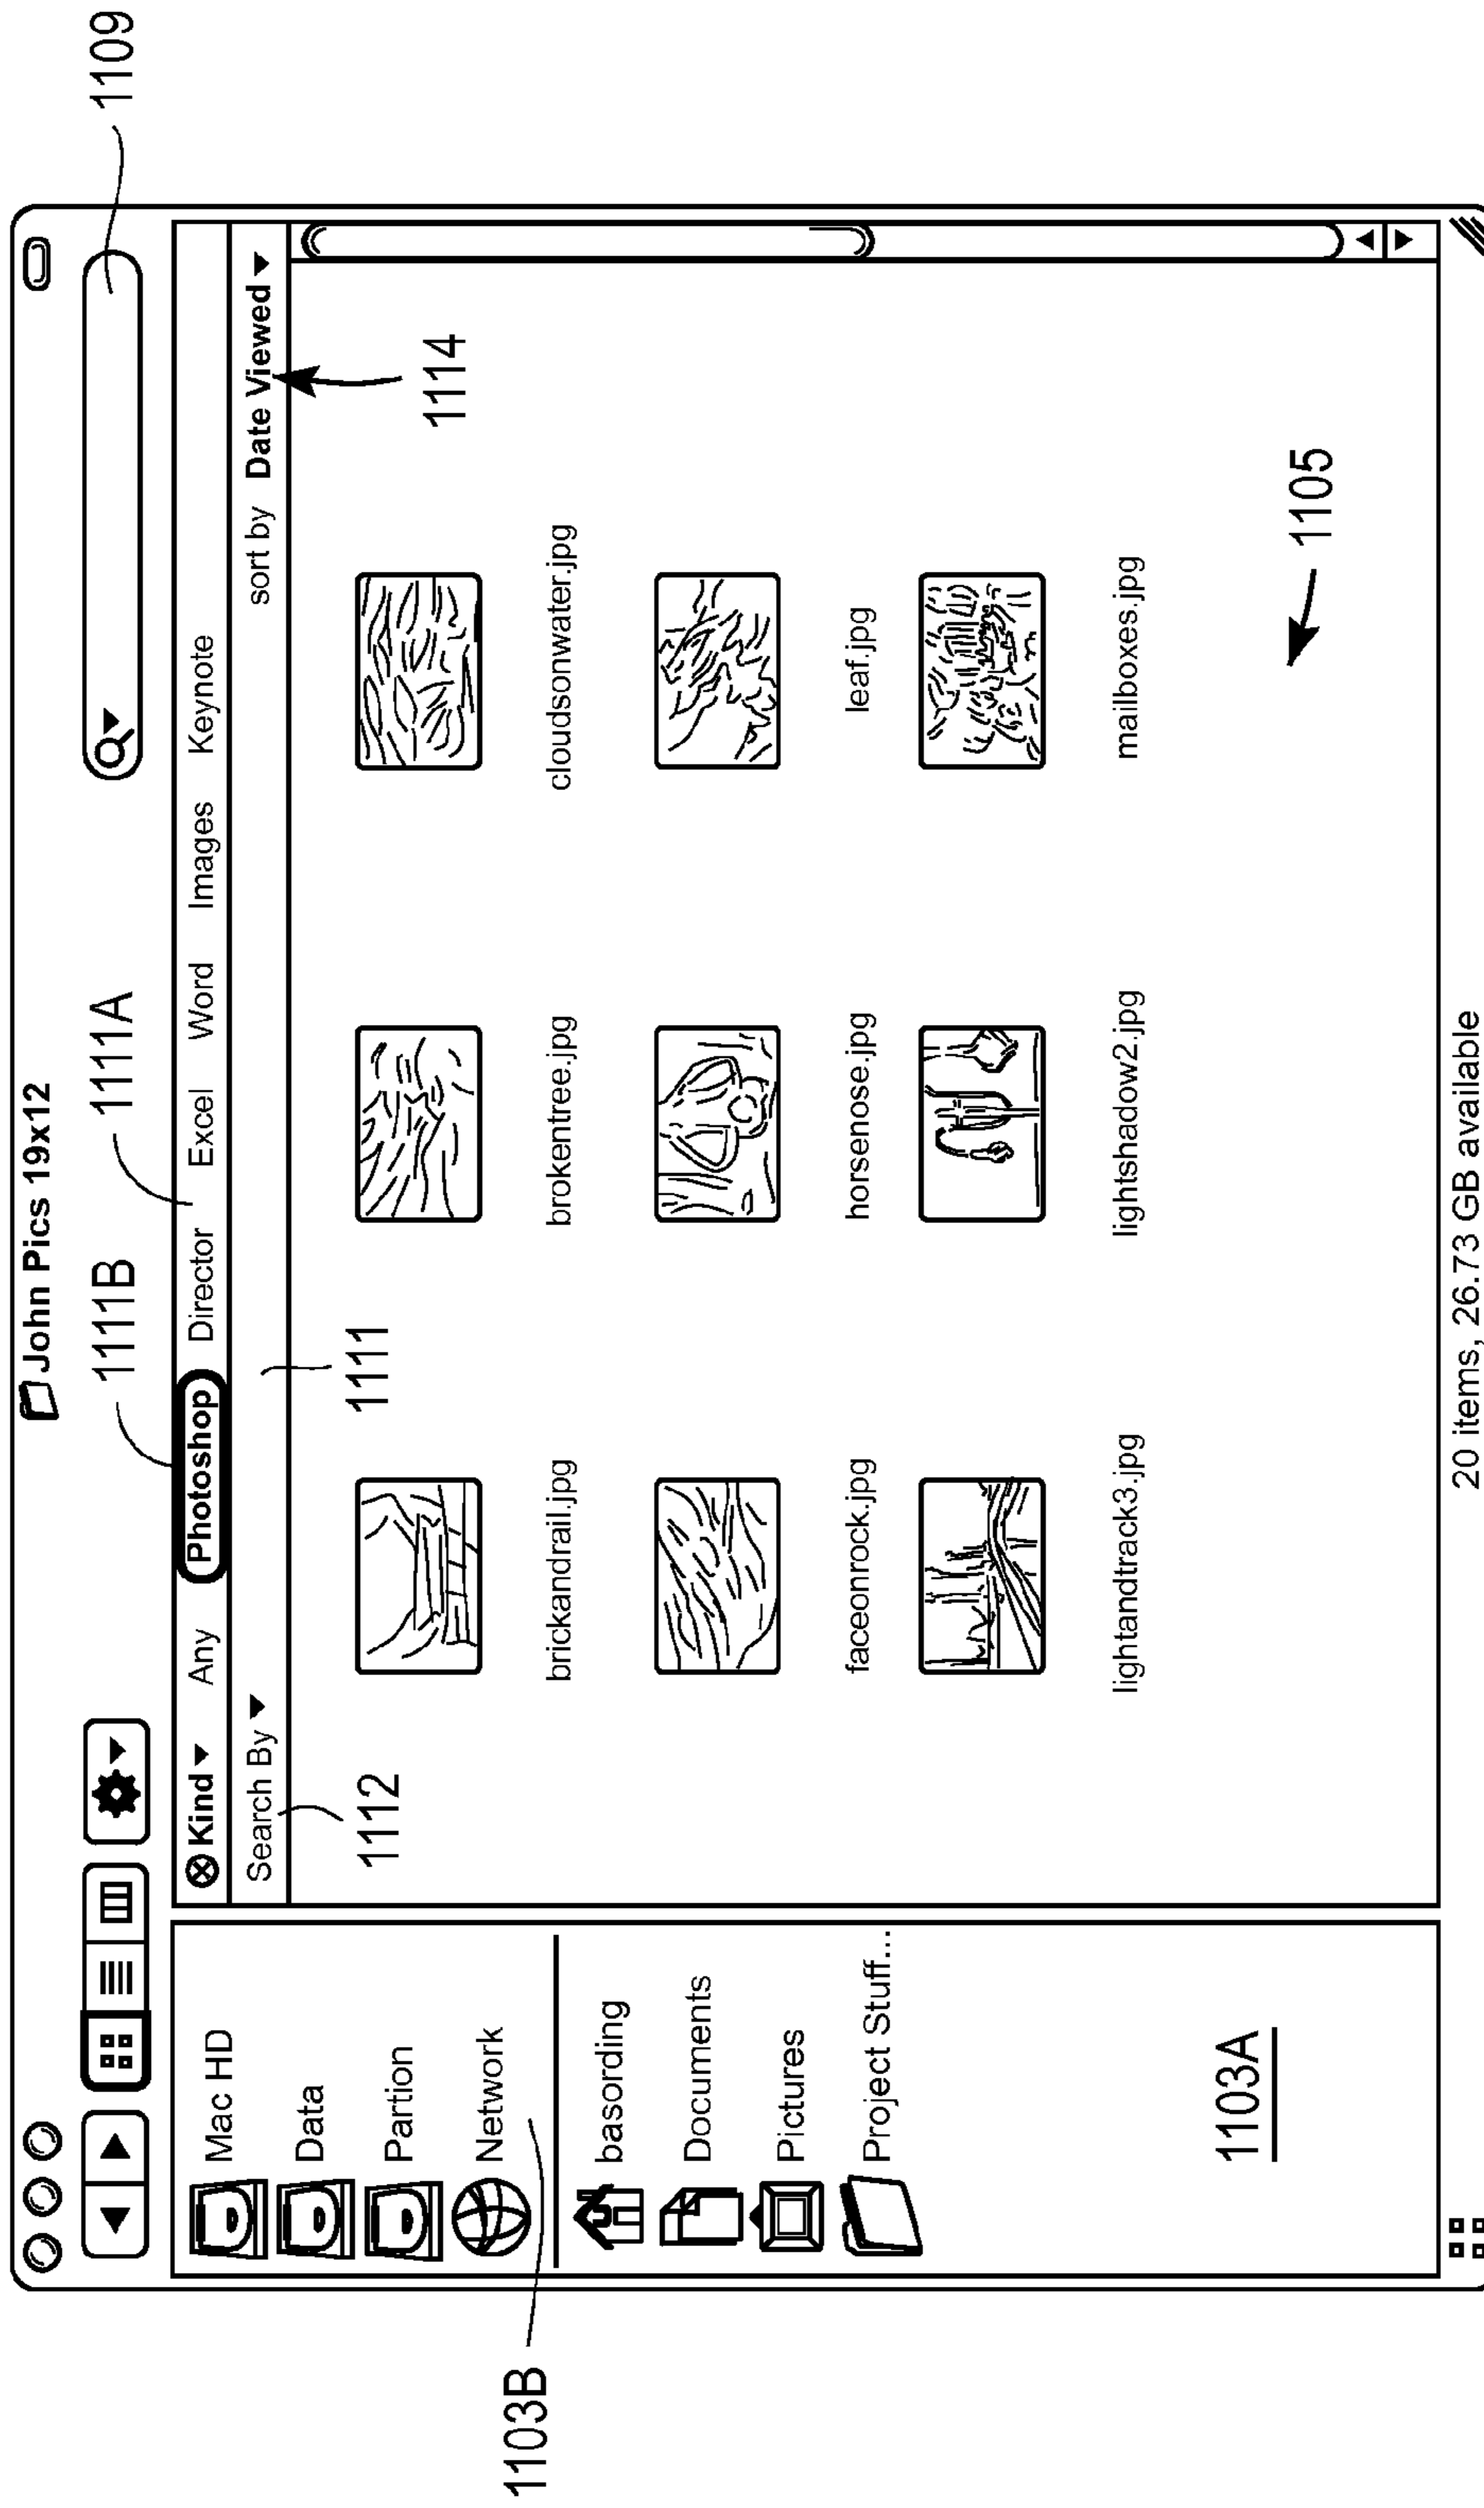 John Pics 19x12
1109
1111B
1111A
Kind Any Photoshop Director Excel Word Images Keynote
Search By sort by Date Viewed
1112
1111
1114
Mac HD
Data
Partion
Network
1103B
basording
Documents
Pictures
Project Stuff...
1103A
brickandrail.jpg brokentree.jpg cloudsonwater.jpg
faceonrock.jpg horsenose.jpg leaf.jpg
lightandtrack3.jpg lightshadow2.jpg mailboxes.jpg
1105
20 items, 26.73 GB available